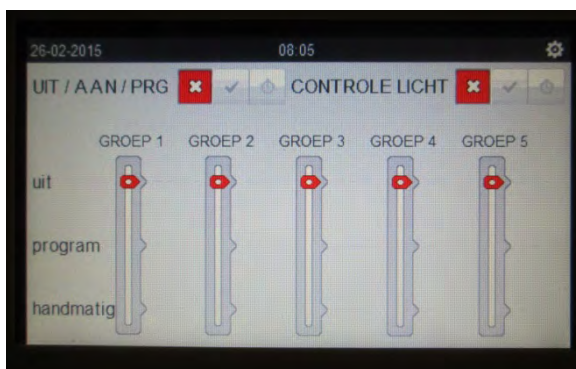 26-02-2015 08:05
UIT / AAN / PRG CONTROLE LICHT
GROEP 1 GROEP 2 GROEP 3 GROEP 4 GROEP 5
uit
program
handmatig